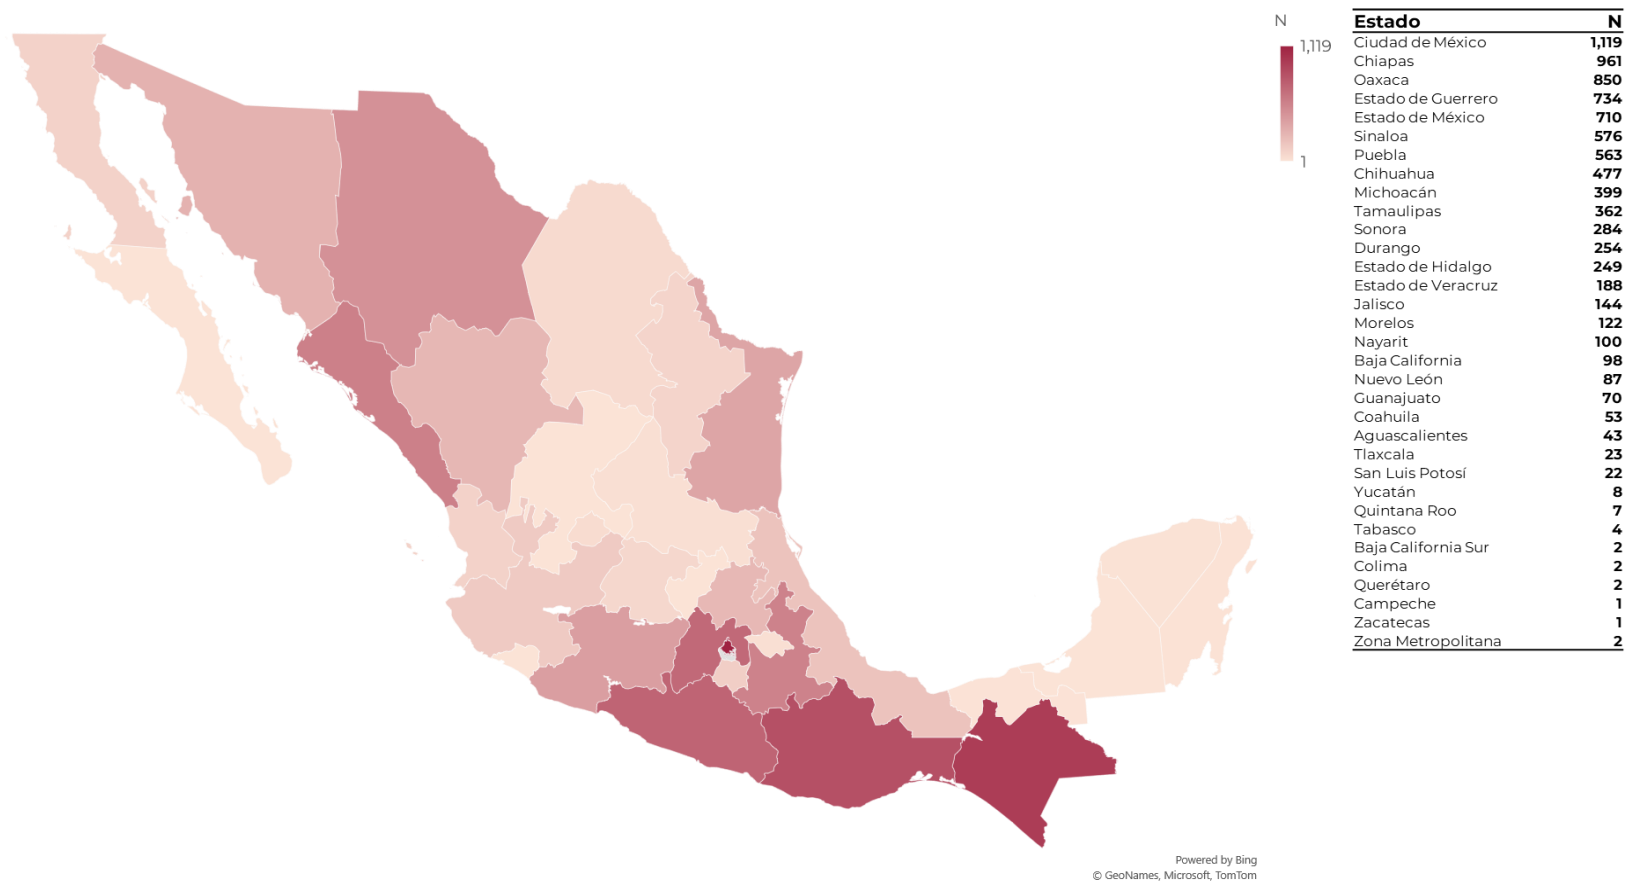 N
1,119
1
Estado N
Ciudad de México 1,119
Chiapas 961
Oaxaca 850
Estado de Guerrero 734
Estado de México 710
Sinaloa 576
Puebla 563
Chihuahua 477
Michoacán 399
Tamaulipas 362
Sonora 284
Durango 254
Estado de Hidalgo 249
Estado de Veracruz 188
Jalisco 144
Morelos 122
Nayarit 100
Baja California 98
Nuevo León 87
Guanajuato 70
Coahuila 53
Aguascalientes 43
Tlaxcala 23
San Luis Potosí 22
Yucatán 8
Quintana Roo 7
Tabasco 4
Baja California Sur 2
Colima 2
Querétaro 2
Campeche 1
Zacatecas 1
Zona Metropolitana 2
Powered by Bing
© GeoNames, Microsoft, TomTom